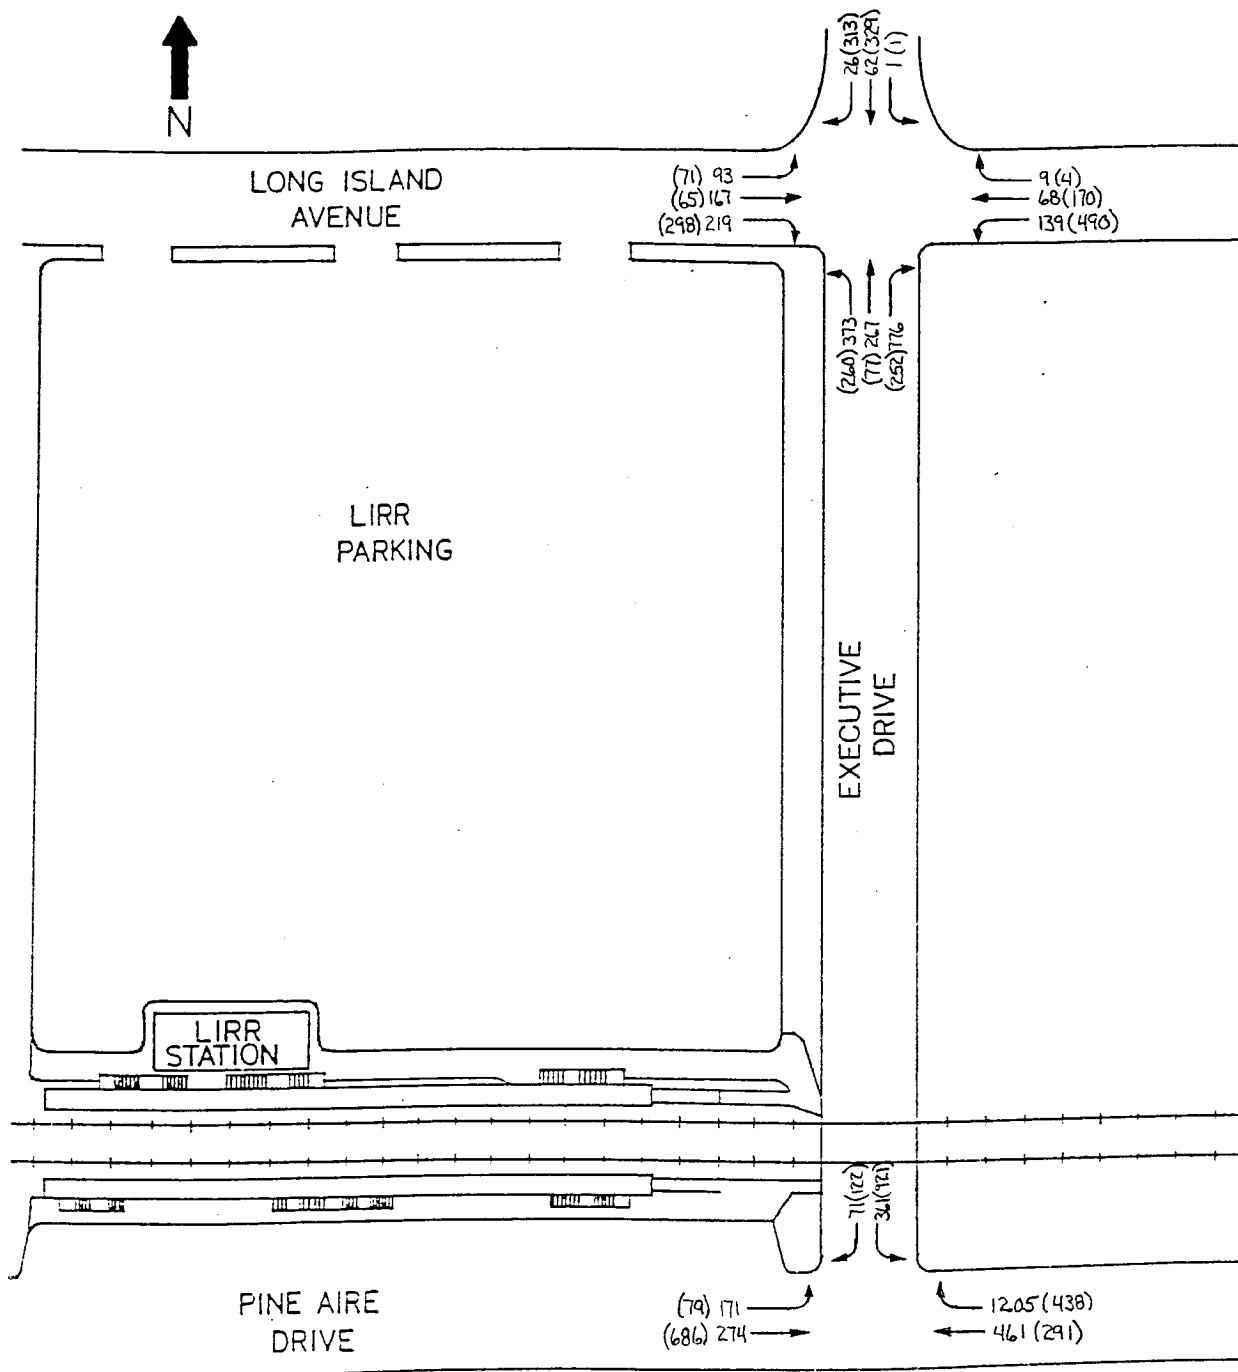 26(313)
62(329)
1(1)
N
LONG ISLAND
AVENUE
(71) 93
(65) 167
(298) 219
9(4)
68(170)
139(490)
(260) 373
(77) 267
(252) 776
LIRR
PARKING
EXECUTIVE
DRIVE
LIRR
STATION
71(122)
361(921)
PINE AIRE
DRIVE
(79) 171
(686) 274
1205(438)
461(291)